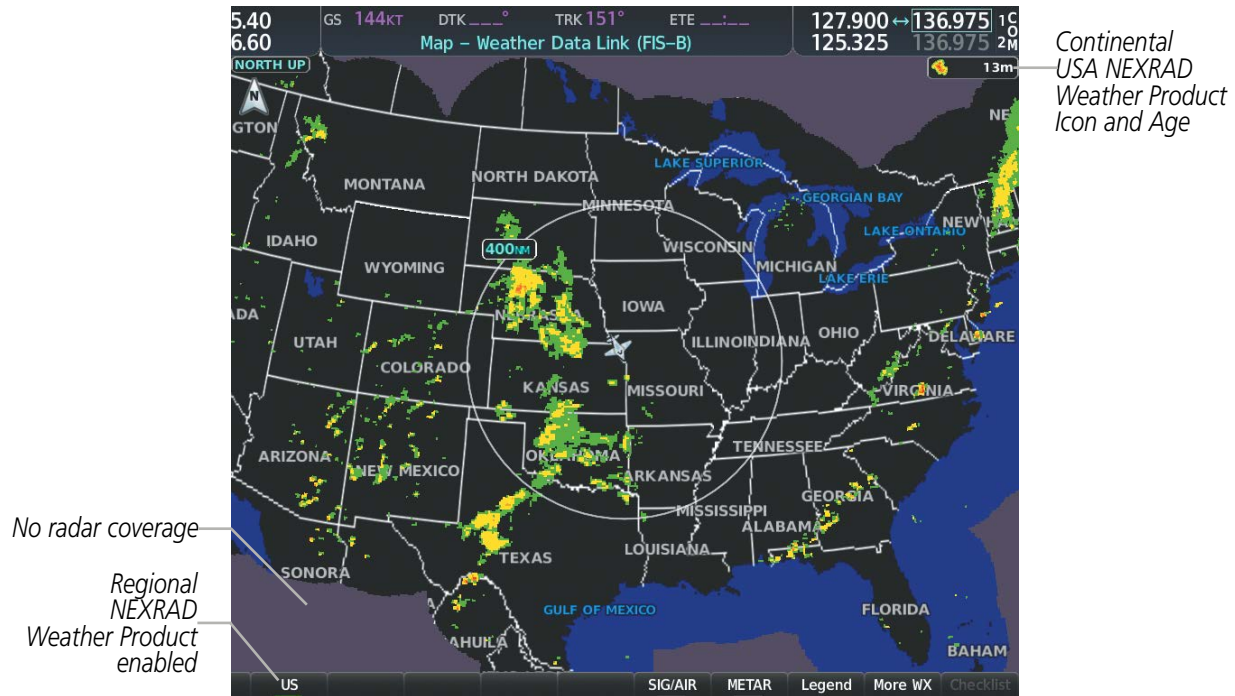 5.40 GS 144KT DTK ___° TRK 151° ETE __:__ 127.900 ↔ 136.975 1 C
O
6.60 Map – Weather Data Link (FIS–B) 125.325 136.975 2 M
NORTH UP
13m
Continental
USA NEXRAD
Weather Product
Icon and Age
N
NE
GTON
LAKE SUPERIOR
MONTANA
NORTH DAKOTA
GEORGIAN BAY
MINNESOTA
NEW HA
LAKE ONTARIO
IDAHO
400NM
WISCONSIN
WYOMING
MICHIGAN
LAKE ERIE
IOWA
NEBRASKA
ADA
OHIO
DELAWARE
UTAH
ILLINOI
INDIANA
COLORADO
KANSAS
MISSOURI
VIRGINIA
TENNESSEE
ARIZONA
OKLAHOMA
NEW MEXICO
ARKANSAS
GEORGIA
MISSISSIPPI
ALABAMA
No radar coverage
LOUISIANA
TEXAS
SONORA
Regional
NEXRAD
Weather Product
enabled
A
GULF OF MEXICO
FLORIDA
AHUILA
BAHAM
US SIG/AIR METAR Legend More WX Checklist